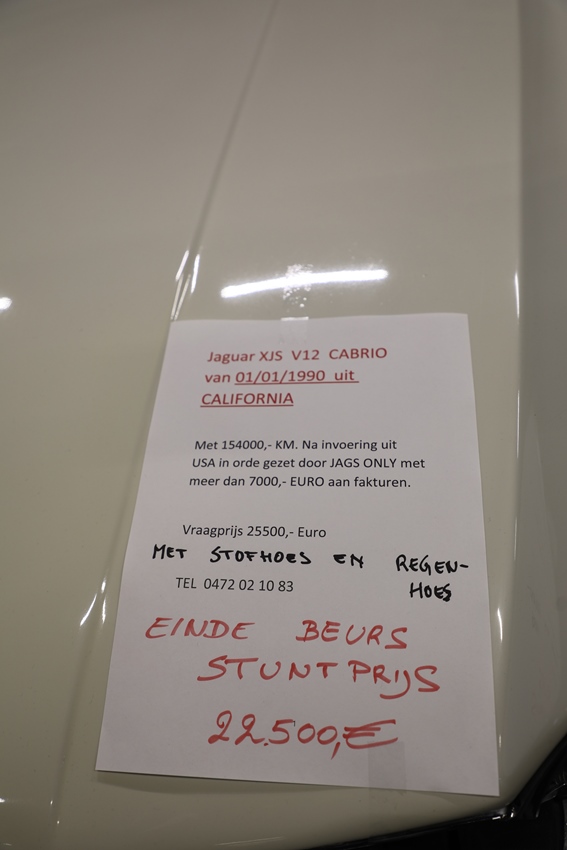 Jaguar XJS V12 CABRIO
van 01/01/1990 uit
CALIFORNIA
Met 154000,- KM. Na invoering uit
USA in orde gezet door JAGS ONLY met
meer dan 7000,- EURO aan fakturen.
Vraagprijs 25500,- Euro
MET STOFHOES EN REGEN-
HOES
TEL 0472 02 10 83
EINDE BEURS
STUNTPRIJS
22.500,€